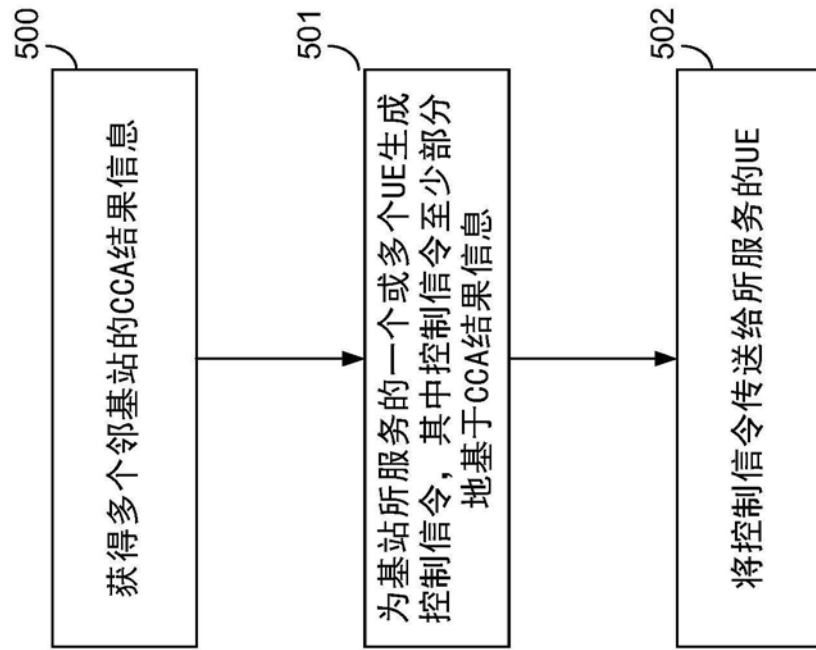 500
获得多个邻基站的CCA结果信息
501
为基站所服务的一个或多个UE生成
控制信令，其中控制信令至少部分
地基于CCA结果信息
502
将控制信令传送给所服务的UE